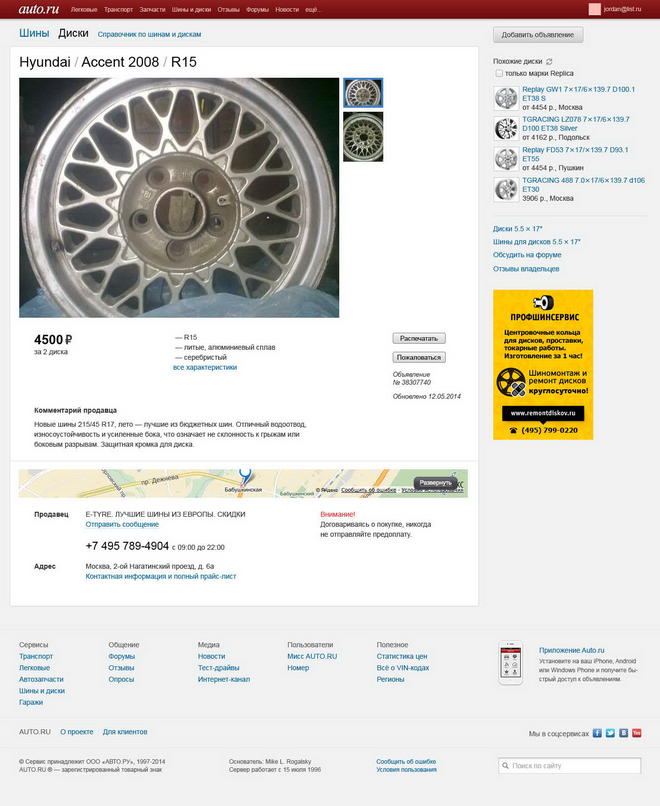 auto.ru Легковые Транспорт Запчасти Шины и диски Отзывы Форумы Новости ещё... jordan@list.ru
Шины Диски Справочник по шинам и дискам
Добавить объявление
Hyundai / Accent 2008 / R15
Похожие диски
только марки Replica
Replay GW1 7×17/6×139.7 D100.1
ET38 S
от 4454 р., Москва
TGRACING LZ078 7×17/6×139.7
D100 ET38 Silver
от 4162 р., Подольск
Replay FD53 7×17/×139.7 D93.1
ET55
от 4454 р., Пушкин
TGRACING 488 7.0×17/6×139.7 d106
ET30
3906 р., Москва
Диски 5.5 × 17"
Шины для дисков 5.5 × 17"
Обсудить на форуме
Отзывы владельцев
ПРОФШИНСЕРВИС
Центровочные кольца
для дисков, проставки,
токарные работы.
Изготовление за 1 час!
Шиномонтаж и
ремонт дисков
круглосуточно!
www.remontdiskov.ru
(495) 799-0220
4500 ₽
за 2 диска
— R15
— литые, алюминиевый сплав
— серебристый
все характеристики
Распечатать
Пожаловаться
Объявление
№ 38307740
Обновлено 12.05.2014
Комментарий продавца
Новые шины 215/45 R17, лето — лучшие из бюджетных шин. Отличный водоотвод,
износоустойчивость и усиленные бока, что означает не склонность к грыжам или
боковым разрывам. Защитная кромка для диска.
пр. Дежнева
Бабушкинская
Бабушкинский
© Яндекс Сообщить об ошибке
Развернуть
Продавец
E-TYRE. ЛУЧШИЕ ШИНЫ ИЗ ЕВРОПЫ. СКИДКИ
Отправить сообщение
+7 495 789-4904 с 09:00 до 22:00
Внимание!
Договариваясь о покупке, никогда
не отправляйте предоплату.
Адрес
Москва, 2-ой Нагатинский проезд, д. 6а
Контактная информация и полный прайс-лист
Сервисы
Транспорт
Легковые
Автозапчасти
Шины и диски
Гаражи
Общение
Форумы
Отзывы
Опросы
Медиа
Новости
Тест-драйвы
Интернет-канал
Пользователи
Мисс AUTO.RU
Номер
Полезное
Статистика цен
Всё о VIN-кодах
Регионы
Приложение Auto.ru
Установите на ваш iPhone, Android
или Windows Phone и получите бы-
стрый доступ к объявлениям.
AUTO.RU О проекте Для клиентов
Мы в соцсервисах
© Сервис принадлежит ООО «АВТО.РУ», 1997-2014
AUTO.RU ® — зарегистрированный товарный знак
Основатель: Mike L. Rogalsky
Сервер работает с 15 июля 1996
Сообщить об ошибке
Условия пользования
Поиск по сайту